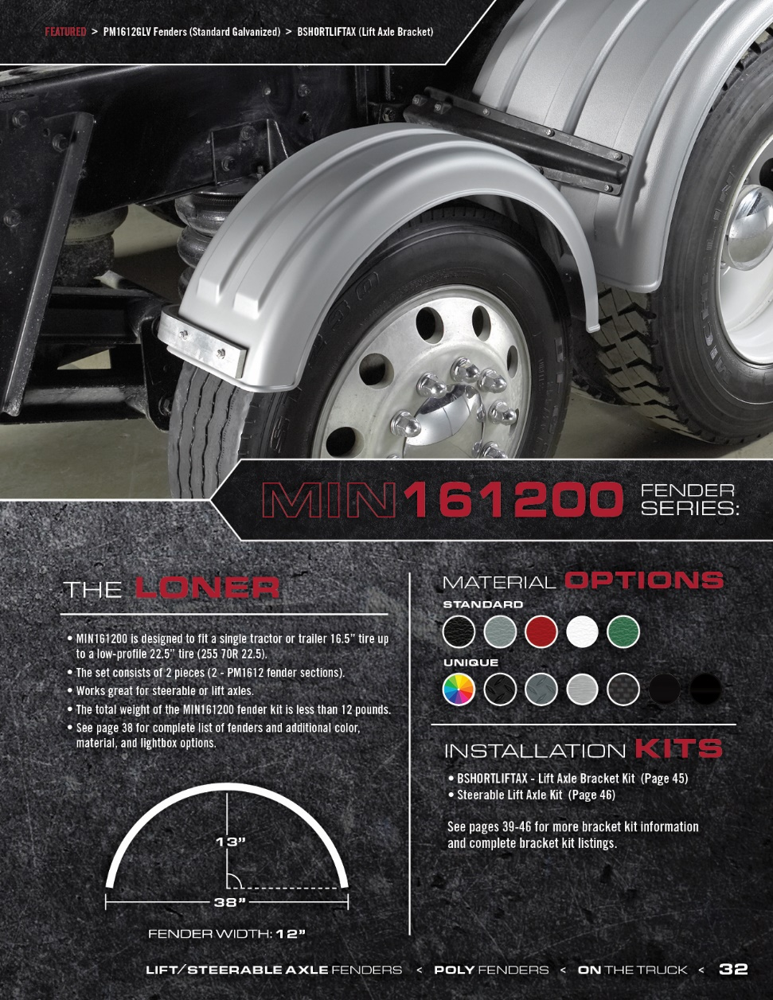 FEATURED > PM1612GLV Fenders (Standard Galvanized) > BSHORTLIFTAX (Lift Axle Bracket)
MIN161200 FENDER
SERIES:
THE LONER
• MIN161200 is designed to fit a single tractor or trailer 16.5” tire up
to a low-profile 22.5” tire (255 70R 22.5).
• The set consists of 2 pieces (2 - PM1612 fender sections).
• Works great for steerable or lift axles.
• The total weight of the MIN161200 fender kit is less than 12 pounds.
• See page 38 for complete list of fenders and additional color,
material, and lightbox options.
13”
38”
FENDER WIDTH: 12”
MATERIAL OPTIONS
STANDARD
UNIQUE
INSTALLATION KITS
• BSHORTLIFTAX - Lift Axle Bracket Kit (Page 45)
• Steerable Lift Axle Kit (Page 46)
See pages 39-46 for more bracket kit information
and complete bracket kit listings.
LIFT/STEERABLE AXLE FENDERS < POLY FENDERS < ON THE TRUCK < 32